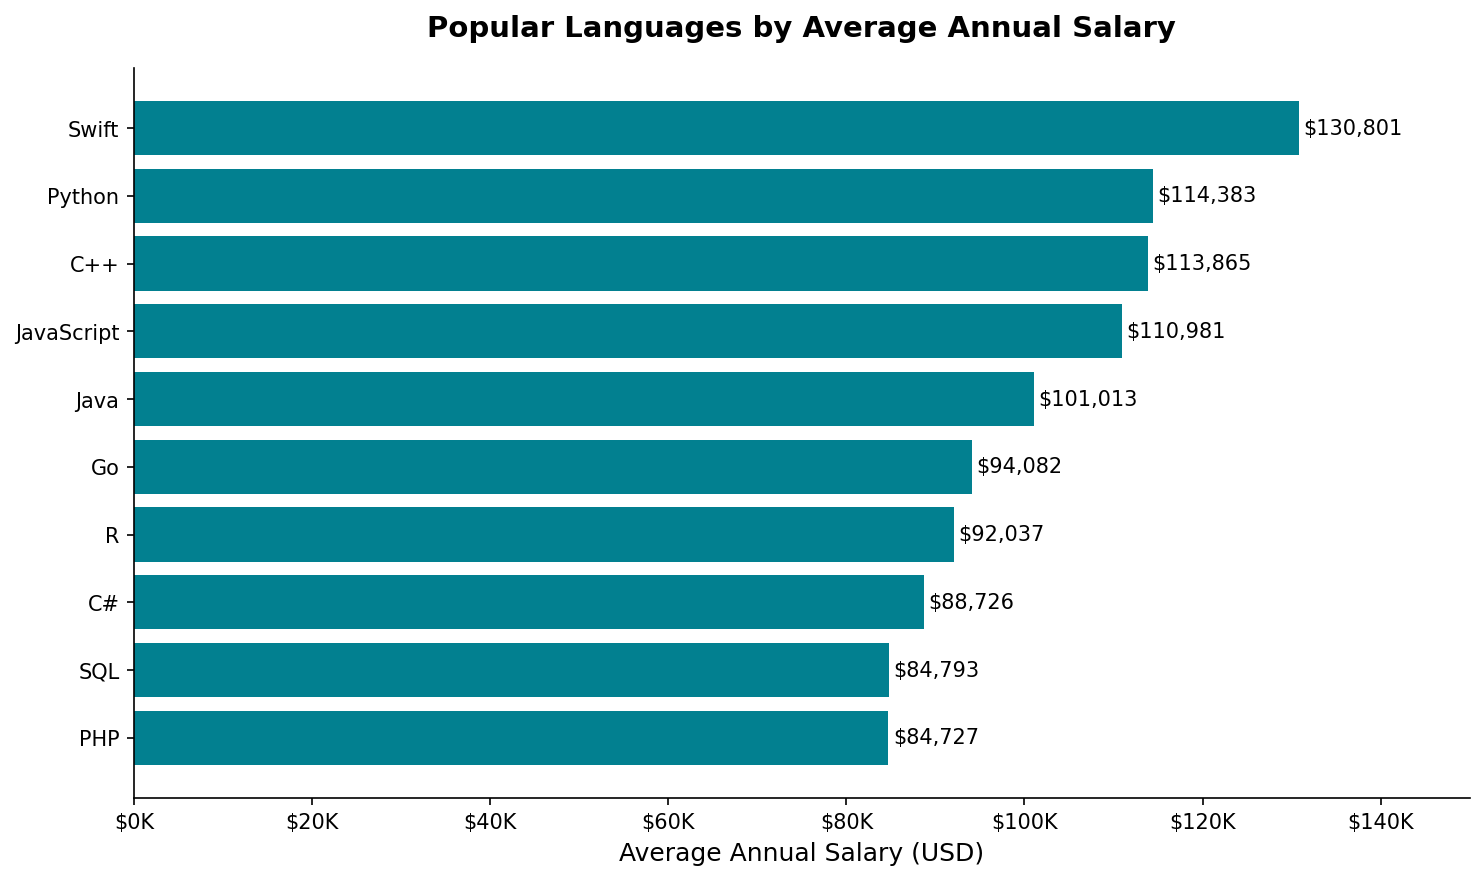 Popular Languages by Average Annual Salary
Swift $130,801
Python $114,383
C++ $113,865
JavaScript $110,981
Java $101,013
Go $94,082
R $92,037
C# $88,726
SQL $84,793
PHP $84,727
$0K $20K $40K $60K $80K $100K $120K $140K
Average Annual Salary (USD)